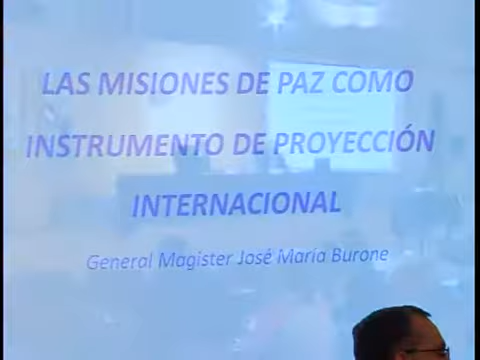 LAS MISIONES DE PAZ COMO
INSTRUMENTO DE PROYECCIÓN
INTERNACIONAL
General Magister José María Burone